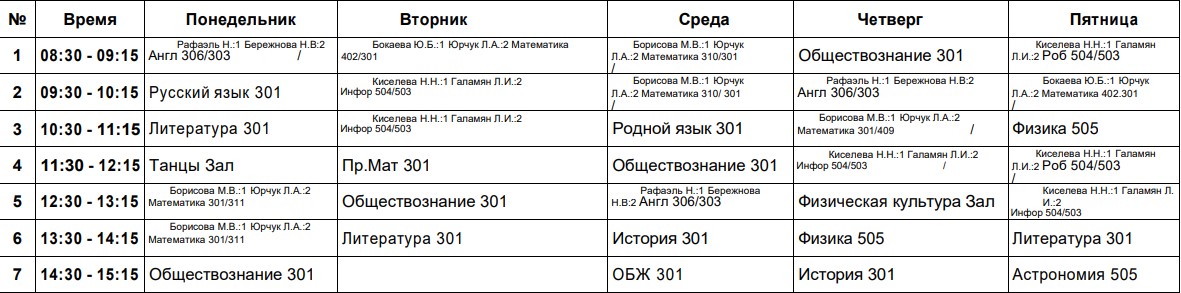 № Время Понедельник Вторник Среда Четверг Пятница
1 08:30 - 09:15
Рафаэль Н.:1 Бережнова Н.В:2
Англ 306/303 /
Бокаева Ю.Б.:1 Юрчук Л.А.:2 Математика
402/301
Борисова М.В.:1 Юрчук
Л.А.:2 Математика 310/301
/
Обществознание 301
Киселева Н.Н.:1 Галамян
Л.И.:2 Роб 504/503
2 09:30 - 10:15
Русский язык 301
Киселева Н.Н.:1 Галамян Л.И.:2
Инфор 504/503
Борисова М.В.:1 Юрчук
Л.А.:2 Математика 310/ 301
/
Рафаэль Н.:1 Бережнова Н.В:2
Англ 306/303
Бокаева Ю.Б.:1 Юрчук
Л.А.:2 Математика 402.301
/
3 10:30 - 11:15
Литература 301
Киселева Н.Н.:1 Галамян Л.И.:2
Инфор 504/503
Родной язык 301
Борисова М.В.:1 Юрчук Л.А.:2
Математика 301/409 /
Физика 505
4 11:30 - 12:15
Танцы Зал
Пр.Мат 301
Обществознание 301
Киселева Н.Н.:1 Галамян Л.И.:2
Инфор 504/503 /
Киселева Н.Н.:1 Галамян
Л.И.:2 Роб 504/503
/
5 12:30 - 13:15
Борисова М.В.:1 Юрчук Л.А.:2
Математика 301/311
Обществознание 301
Рафаэль Н.:1 Бережнова
Н.В:2 Англ 306/303
Физическая культура Зал
Киселева Н.Н.:1 Галамян Л.
И.:2
Инфор 504/503
6 13:30 - 14:15
Борисова М.В.:1 Юрчук Л.А.:2
Математика 301/311
Литература 301
История 301
Физика 505
Литература 301
7 14:30 - 15:15
Обществознание 301
ОБЖ 301
История 301
Астрономия 505